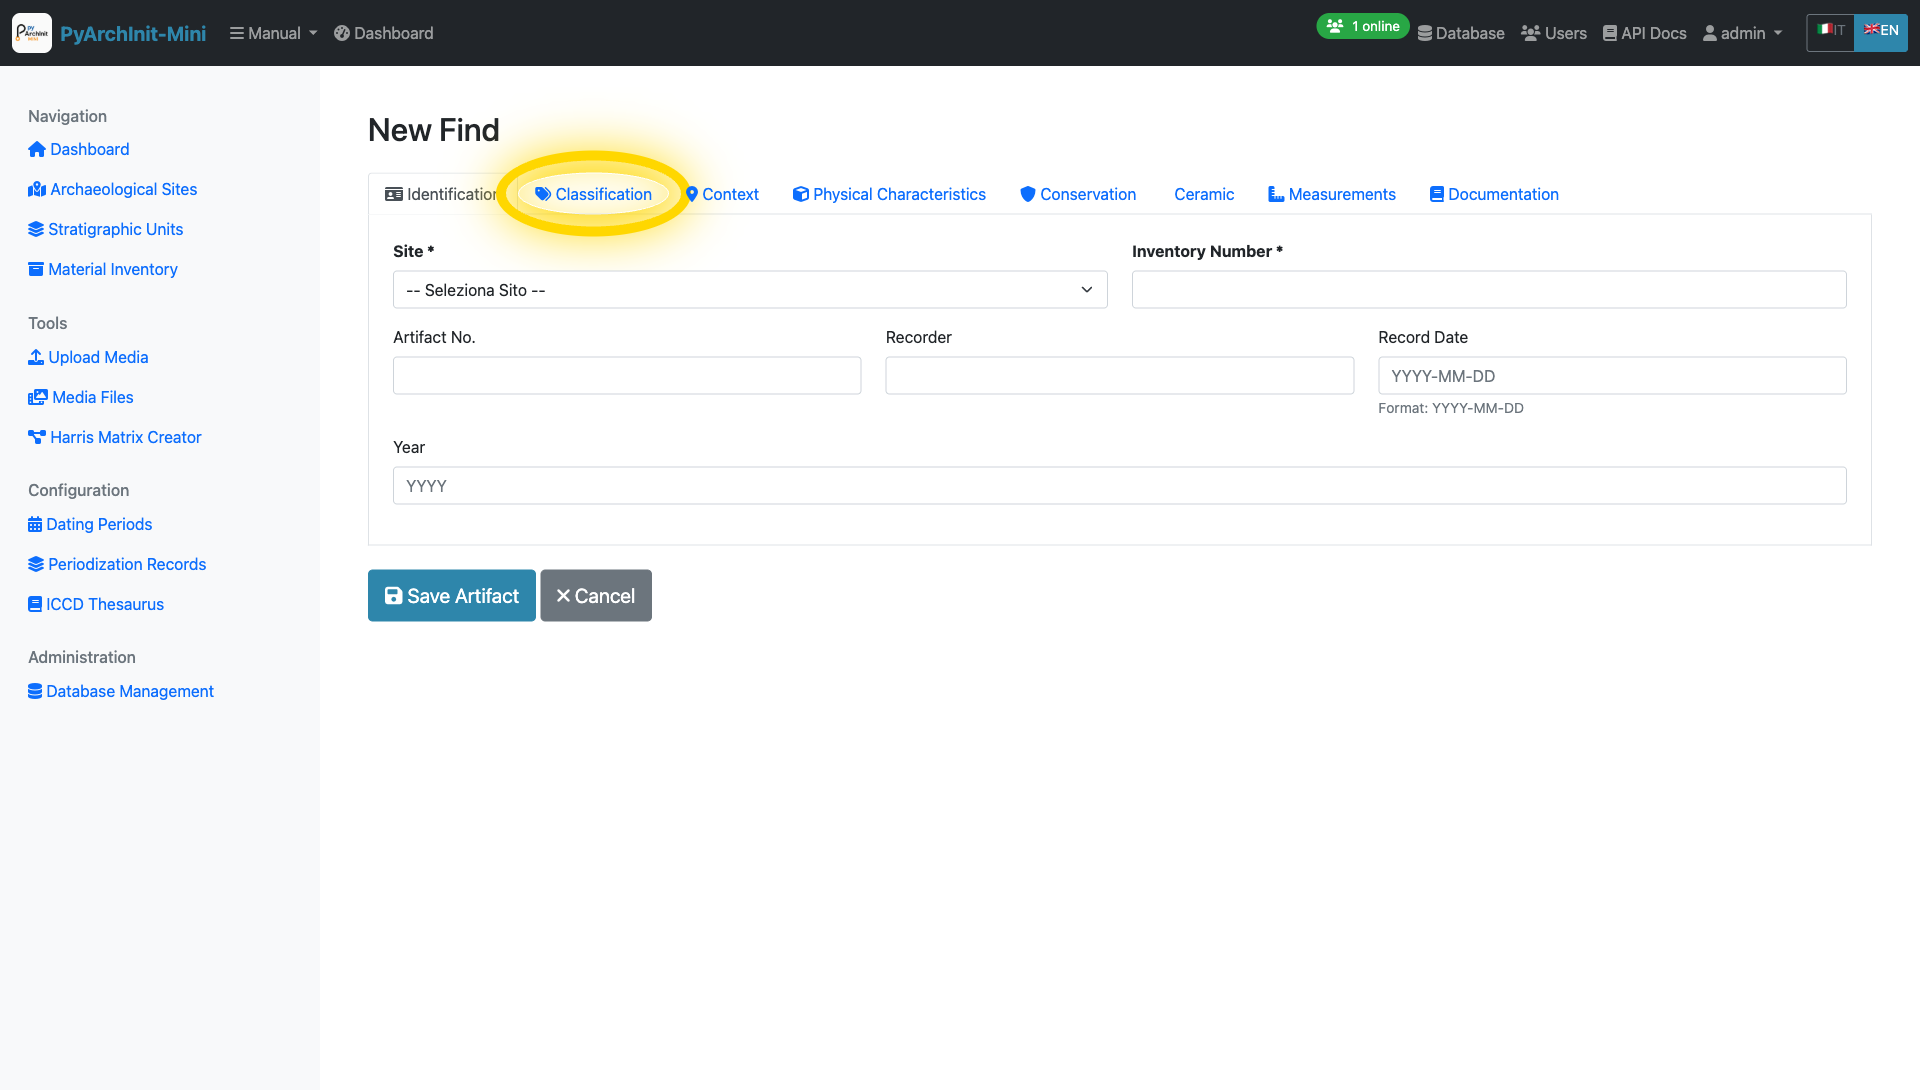 PyArchInit-Mini
Manual
Dashboard
1 online
Database
Users
API Docs
admin
IT
EN
Navigation
Dashboard
Archaeological Sites
Stratigraphic Units
Material Inventory
Tools
Upload Media
Media Files
Harris Matrix Creator
Configuration
Dating Periods
Periodization Records
ICCD Thesaurus
Administration
Database Management
New Find
Identification
Classification
Context
Physical Characteristics
Conservation
Ceramic
Measurements
Documentation
Site *
Inventory Number *
-- Seleziona Sito --
Artifact No.
Recorder
Record Date
YYYY-MM-DD
Format: YYYY-MM-DD
Year
YYYY
Save Artifact
Cancel